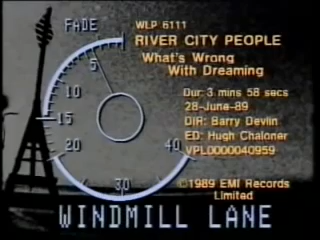 FADE
WLP 6111
RIVER CITY PEOPLE
What's Wrong
With Dreaming
5
10
15
20
30
40
Dur: 3 mins 58 secs
28-June-89
DIR: Barry Devlin
ED: Hugh Chaloner
VPL0000040959
©1989 EMI Records
Limited
WINDMILL LANE